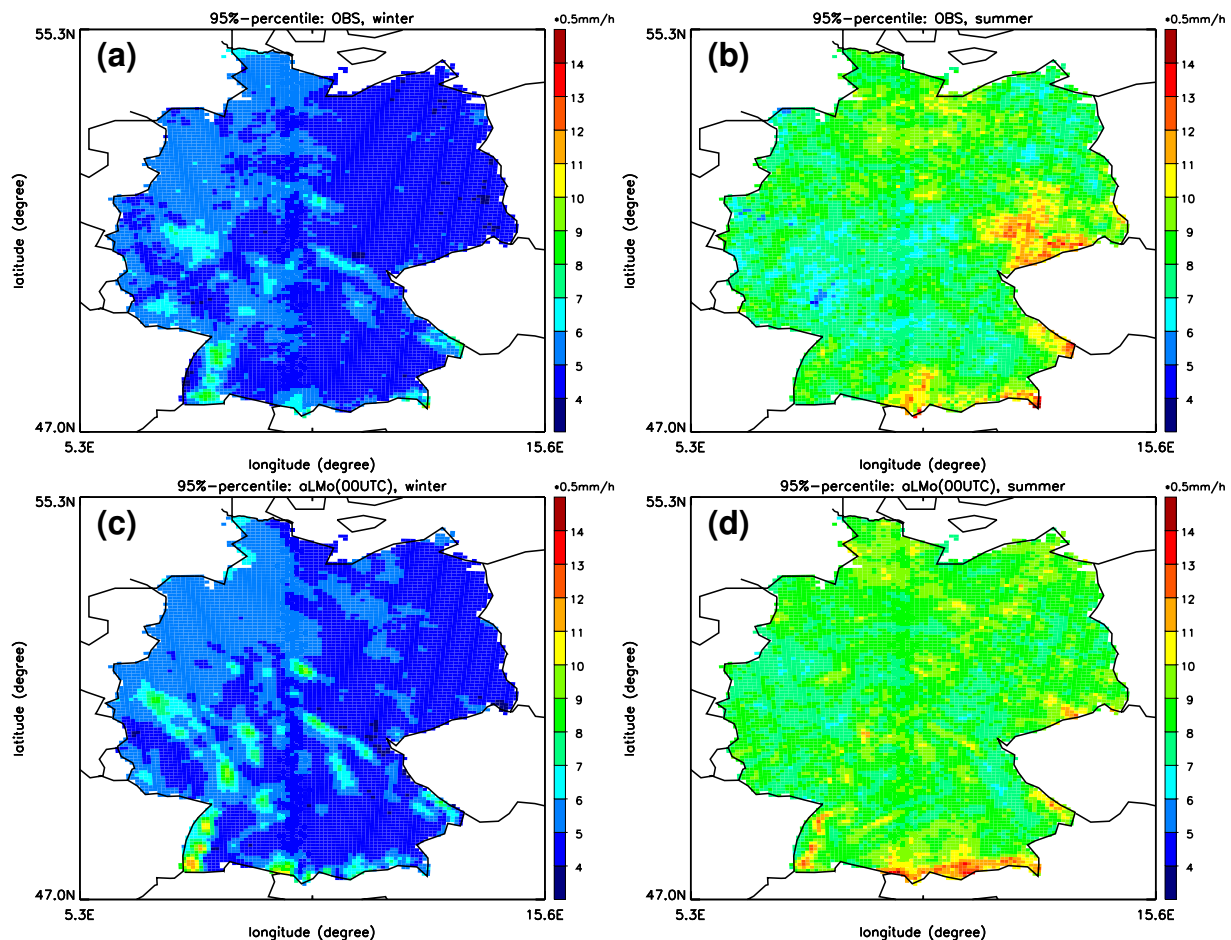 95%-percentile: OBS, winter
*0.5mm/h
55.3N
(a)
14
13
12
11
10
9
8
7
6
5
4
latitude (degree)
47.0N
5.3E
15.6E
longitude (degree)
95%-percentile: OBS, summer
*0.5mm/h
55.3N
(b)
14
13
12
11
10
9
8
7
6
5
4
latitude (degree)
47.0N
5.3E
15.6E
longitude (degree)
95%-percentile: aLMo(00UTC), winter
*0.5mm/h
55.3N
(c)
14
13
12
11
10
9
8
7
6
5
4
latitude (degree)
47.0N
5.3E
15.6E
longitude (degree)
95%-percentile: aLMo(00UTC), summer
*0.5mm/h
55.3N
(d)
14
13
12
11
10
9
8
7
6
5
4
latitude (degree)
47.0N
5.3E
15.6E
longitude (degree)